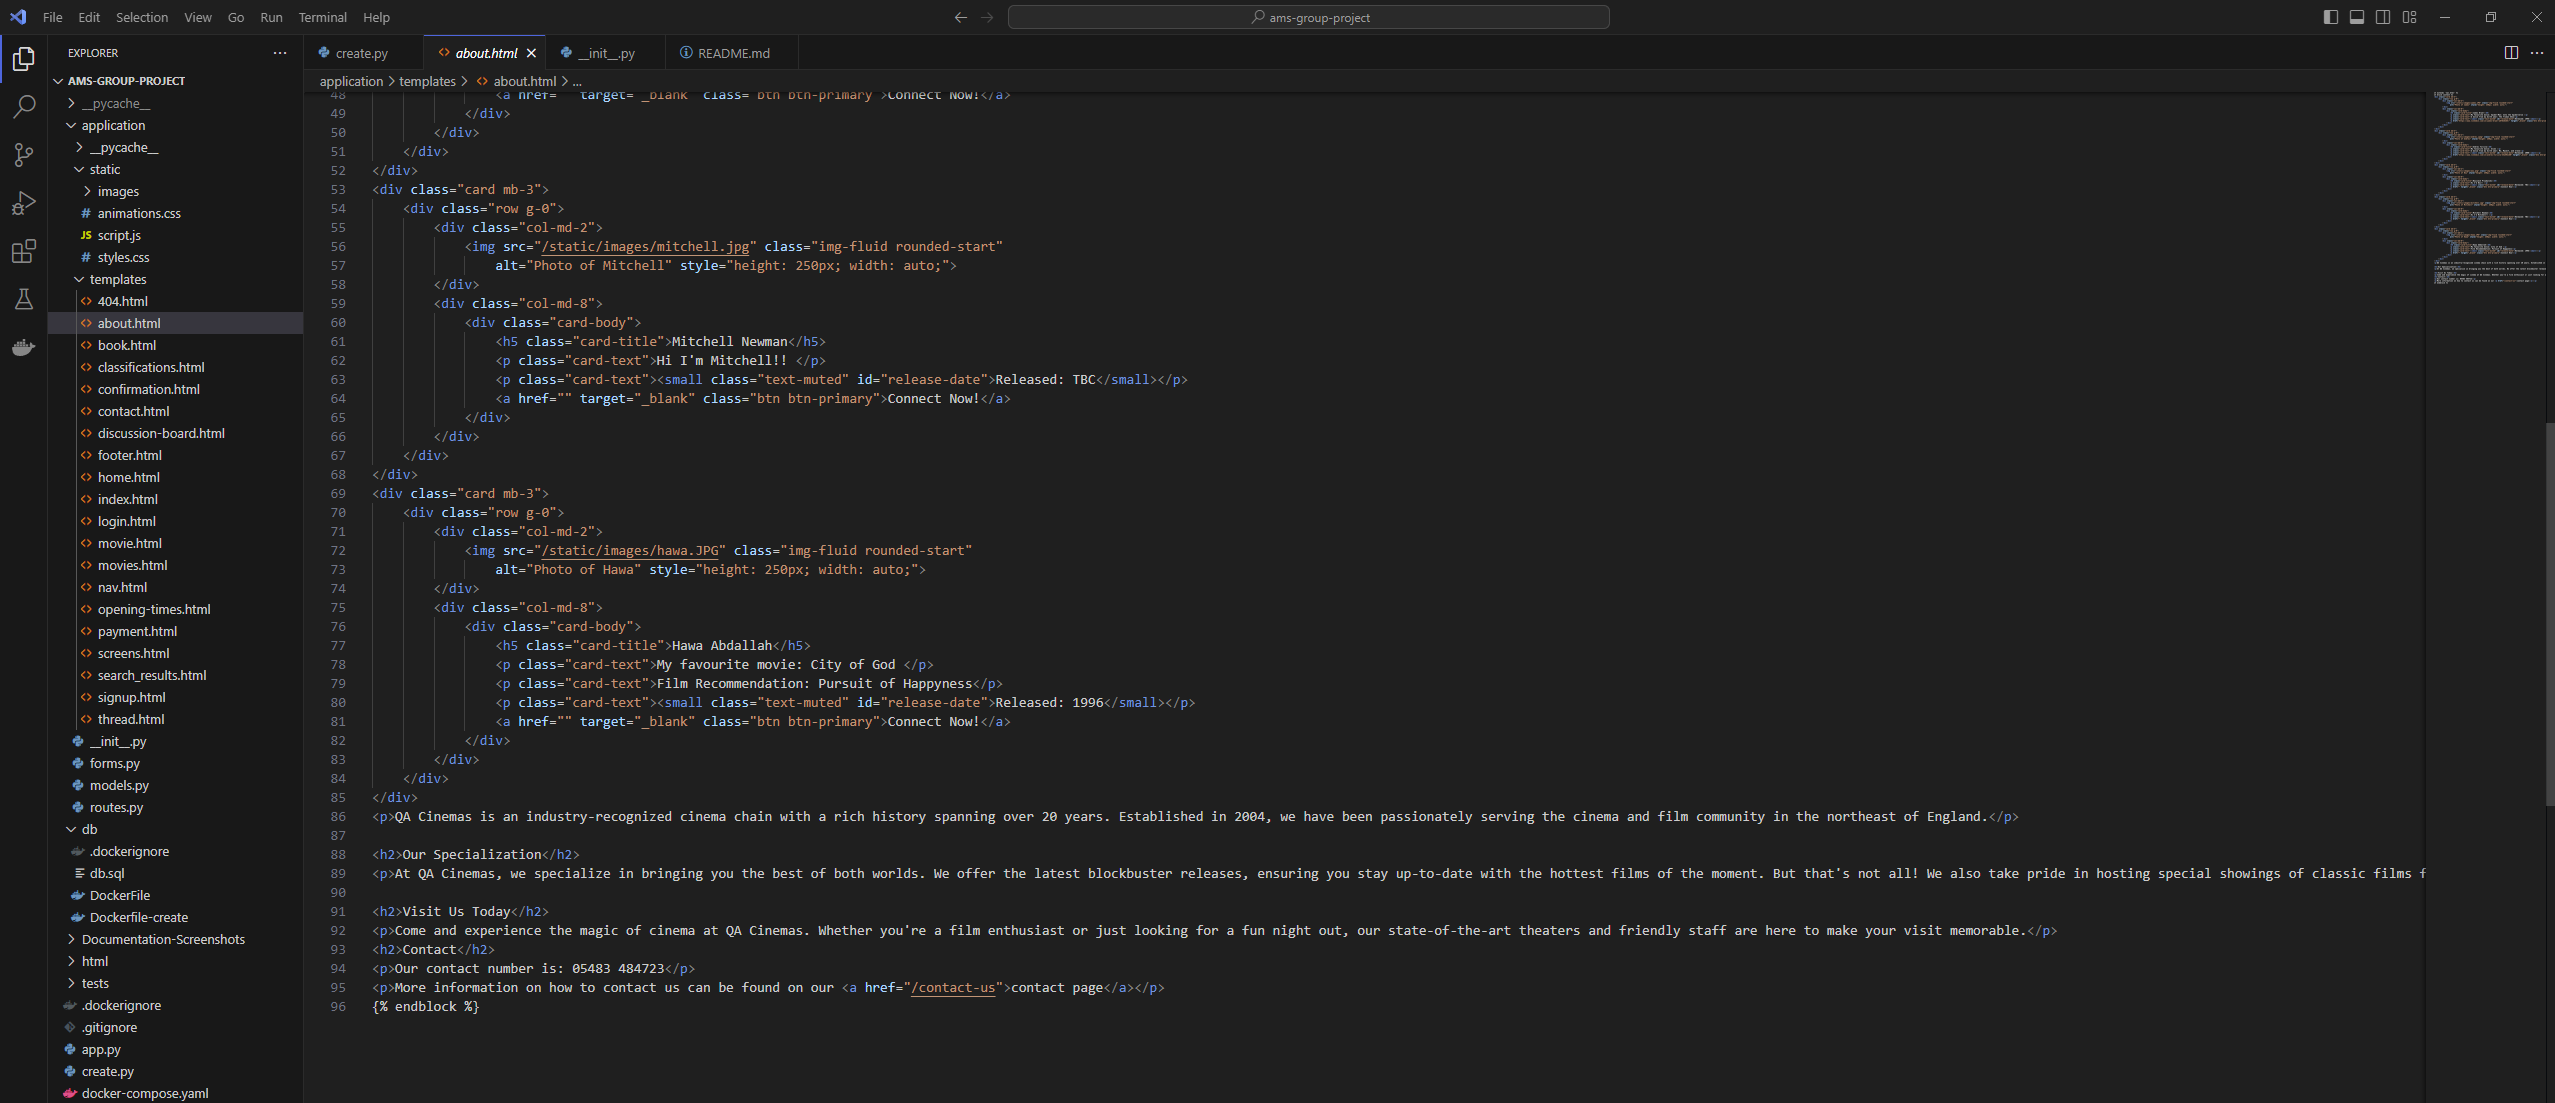 File Edit Selection View Go Run Terminal Help
ams-group-project
EXPLORER
AMS-GROUP-PROJECT
__pycache__
application
__pycache__
static
images
# animations.css
JS script.js
# styles.css
templates
<> 404.html
<> about.html
<> book.html
<> classifications.html
<> confirmation.html
<> contact.html
<> discussion-board.html
<> footer.html
<> home.html
<> index.html
<> login.html
<> movie.html
<> movies.html
<> nav.html
<> opening-times.html
<> payment.html
<> screens.html
<> search_results.html
<> signup.html
<> thread.html
__init__.py
forms.py
models.py
routes.py
db
.dockerignore
db.sql
DockerFile
Dockerfile-create
Documentation-Screenshots
html
tests
.dockerignore
.gitignore
app.py
create.py
docker-compose.yaml
create.py <> about.html __init__.py README.md
application > templates > <> about.html > ...
48 <a href="" target="_blank" class="btn btn-primary">Connect Now!</a>
49 </div>
50 </div>
51 </div>
52 </div>
53 <div class="card mb-3">
54 <div class="row g-0">
55 <div class="col-md-2">
56 <img src="/static/images/mitchell.jpg" class="img-fluid rounded-start"
57 alt="Photo of Mitchell" style="height: 250px; width: auto;">
58 </div>
59 <div class="col-md-8">
60 <div class="card-body">
61 <h5 class="card-title">Mitchell Newman</h5>
62 <p class="card-text">Hi I'm Mitchell!! </p>
63 <p class="card-text"><small class="text-muted" id="release-date">Released: TBC</small></p>
64 <a href="" target="_blank" class="btn btn-primary">Connect Now!</a>
65 </div>
66 </div>
67 </div>
68 </div>
69 <div class="card mb-3">
70 <div class="row g-0">
71 <div class="col-md-2">
72 <img src="/static/images/hawa.JPG" class="img-fluid rounded-start"
73 alt="Photo of Hawa" style="height: 250px; width: auto;">
74 </div>
75 <div class="col-md-8">
76 <div class="card-body">
77 <h5 class="card-title">Hawa Abdallah</h5>
78 <p class="card-text">My favourite movie: City of God </p>
79 <p class="card-text">Film Recommendation: Pursuit of Happyness</p>
80 <p class="card-text"><small class="text-muted" id="release-date">Released: 1996</small></p>
81 <a href="" target="_blank" class="btn btn-primary">Connect Now!</a>
82 </div>
83 </div>
84 </div>
85 </div>
86 <p>QA Cinemas is an industry-recognized cinema chain with a rich history spanning over 20 years. Established in 2004, we have been passionately serving the cinema and film community in the northeast of England.</p>
87
88 <h2>Our Specialization</h2>
89 <p>At QA Cinemas, we specialize in bringing you the best of both worlds. We offer the latest blockbuster releases, ensuring you stay up-to-date with the hottest films of the moment. But that's not all! We also take pride in hosting special showings of classic films f
90
91 <h2>Visit Us Today</h2>
92 <p>Come and experience the magic of cinema at QA Cinemas. Whether you're a film enthusiast or just looking for a fun night out, our state-of-the-art theaters and friendly staff are here to make your visit memorable.</p>
93 <h2>Contact</h2>
94 <p>Our contact number is: 05483 484723</p>
95 <p>More information on how to contact us can be found on our <a href="/contact-us">contact page</a></p>
96 {% endblock %}